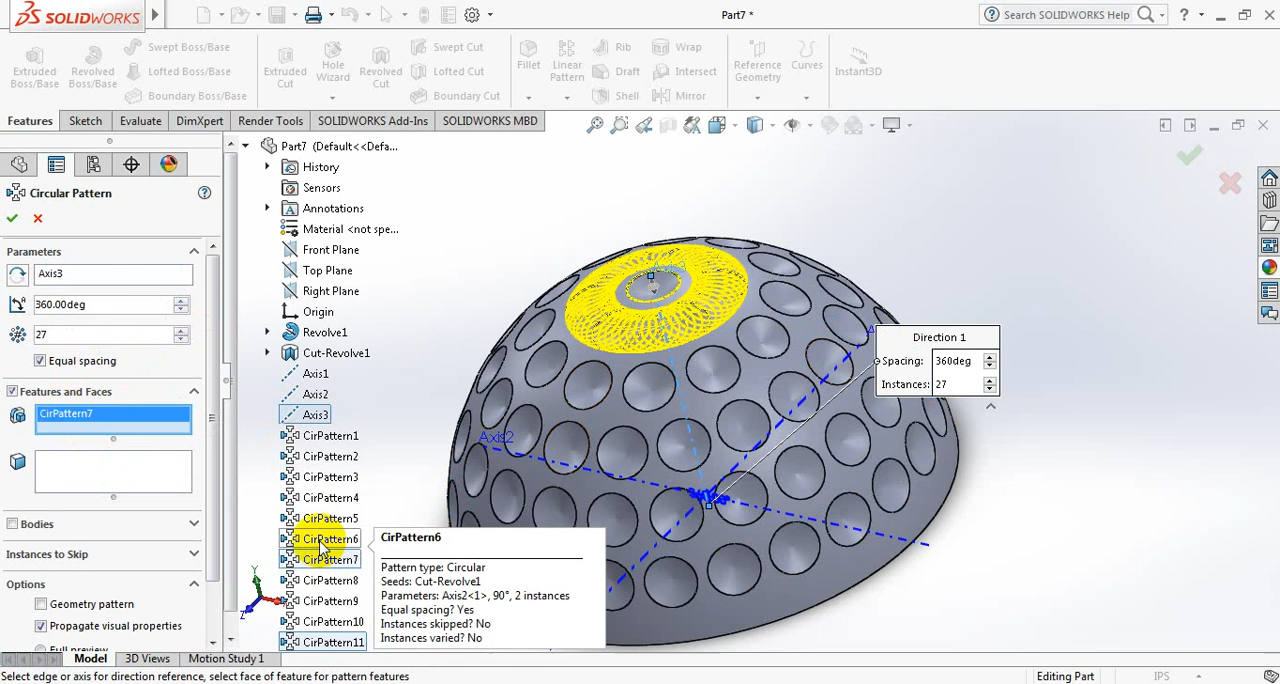 SOLIDWORKS
Part7 *
Search SOLIDWORKS Help
?
Extruded Boss/Base
Revolved Boss/Base
Swept Boss/Base
Lofted Boss/Base
Boundary Boss/Base
Extruded Cut
Hole Wizard
Revolved Cut
Swept Cut
Lofted Cut
Boundary Cut
Fillet
Linear Pattern
Rib
Draft
Shell
Wrap
Intersect
Mirror
Reference Geometry
Curves
Instant3D
Features
Sketch
Evaluate
DimXpert
Render Tools
SOLIDWORKS Add-Ins
SOLIDWORKS MBD
Circular Pattern
?
Parameters
Axis3
360.00deg
27
Equal spacing
Features and Faces
CirPattern7
Bodies
Instances to Skip
Options
Geometry pattern
Propagate visual properties
Full preview
Part7 (Default<<Defa...
History
Sensors
Annotations
Material <not spe...
Front Plane
Top Plane
Right Plane
Origin
Revolve1
Cut-Revolve1
Axis1
Axis2
Axis3
CirPattern1
CirPattern2
CirPattern3
CirPattern4
CirPattern5
CirPattern6
CirPattern7
CirPattern8
CirPattern9
CirPattern10
CirPattern11
CirPattern6
Pattern type: Circular
Seeds: Cut-Revolve1
Parameters: Axis2<1>, 90°, 2 instances
Equal spacing? Yes
Instances skipped? No
Instances varied? No
Axis2
Direction 1
Spacing: 360deg
Instances: 27
Y
Z
Model
3D Views
Motion Study 1
Select edge or axis for direction reference, select face of feature for pattern features
Editing Part
IPS